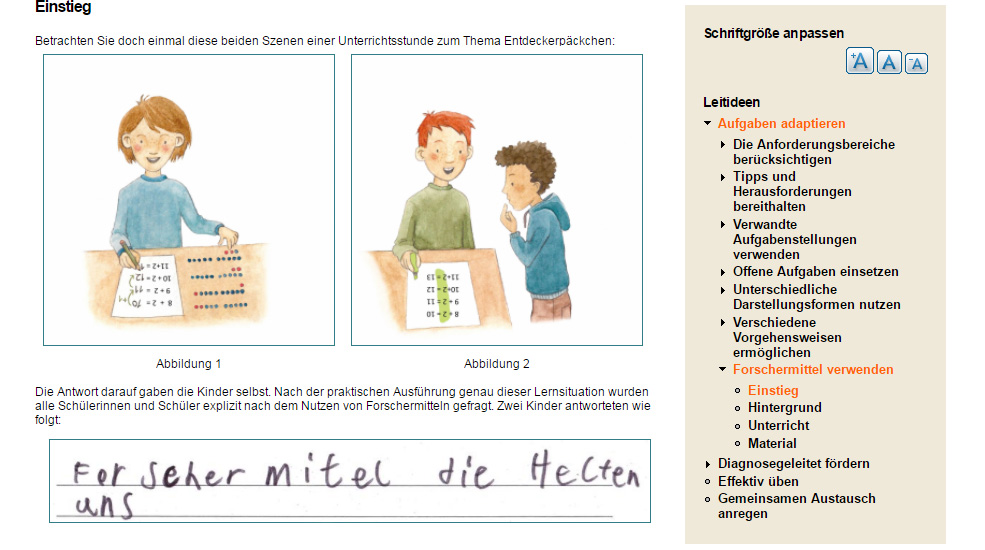 Einstieg
Betrachten Sie doch einmal diese beiden Szenen einer Unterrichtsstunde zum Thema Entdeckerpäckchen:
8 + 2 = 10
9+2 = 11
10+2 = 12
11+2 =
8 + 2 = 10
9+2 = 11
10+2 = 12
11+2 = 13
Abbildung 1
Abbildung 2
Die Antwort darauf gaben die Kinder selbst. Nach der praktischen Ausführung genau dieser Lernsituation wurden
alle Schülerinnen und Schüler explizit nach dem Nutzen von Forschermitteln gefragt. Zwei Kinder antworteten wie
folgt:
Forscher mitel die Helten
uns
Schriftgröße anpassen
+A A -A
Leitideen
Aufgaben adaptieren
Die Anforderungsbereiche
berücksichtigen
Tipps und
Herausforderungen
bereithalten
Verwandte
Aufgabenstellungen
verwenden
Offene Aufgaben einsetzen
Unterschiedliche
Darstellungsformen nutzen
Verschiedene
Vorgehensweisen
ermöglichen
Forschermittel verwenden
Einstieg
Hintergrund
Unterricht
Material
Diagnosegeleitet fördern
Effektiv üben
Gemeinsamen Austausch
anregen